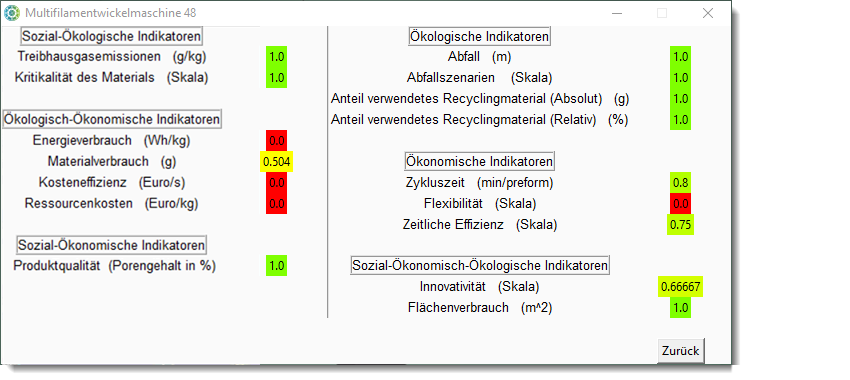 Multifilamentwickelmaschine 48
Sozial-Ökologische Indikatoren
Treibhausgasemissionen (g/kg) 1.0
Kritikalität des Materials (Skala) 1.0
Ökologisch-Ökonomische Indikatoren
Energieverbrauch (Wh/kg) 0.0
Materialverbrauch (g) 0.504
Kosteneffizienz (Euro/s) 0.0
Ressourcenkosten (Euro/kg) 0.0
Sozial-Ökonomische Indikatoren
Produktqualität (Porengehalt in %) 1.0
Ökologische Indikatoren
Abfall (m) 1.0
Abfallszenarien (Skala) 1.0
Anteil verwendetes Recyclingmaterial (Absolut) (g) 1.0
Anteil verwendetes Recyclingmaterial (Relativ) (%) 1.0
Ökonomische Indikatoren
Zykluszeit (min/preform) 0.8
Flexibilität (Skala) 0.0
Zeitliche Effizienz (Skala) 0.75
Sozial-Ökonomisch-Ökologische Indikatoren
Innovativität (Skala) 0.66667
Flächenverbrauch (m^2) 1.0
Zurück